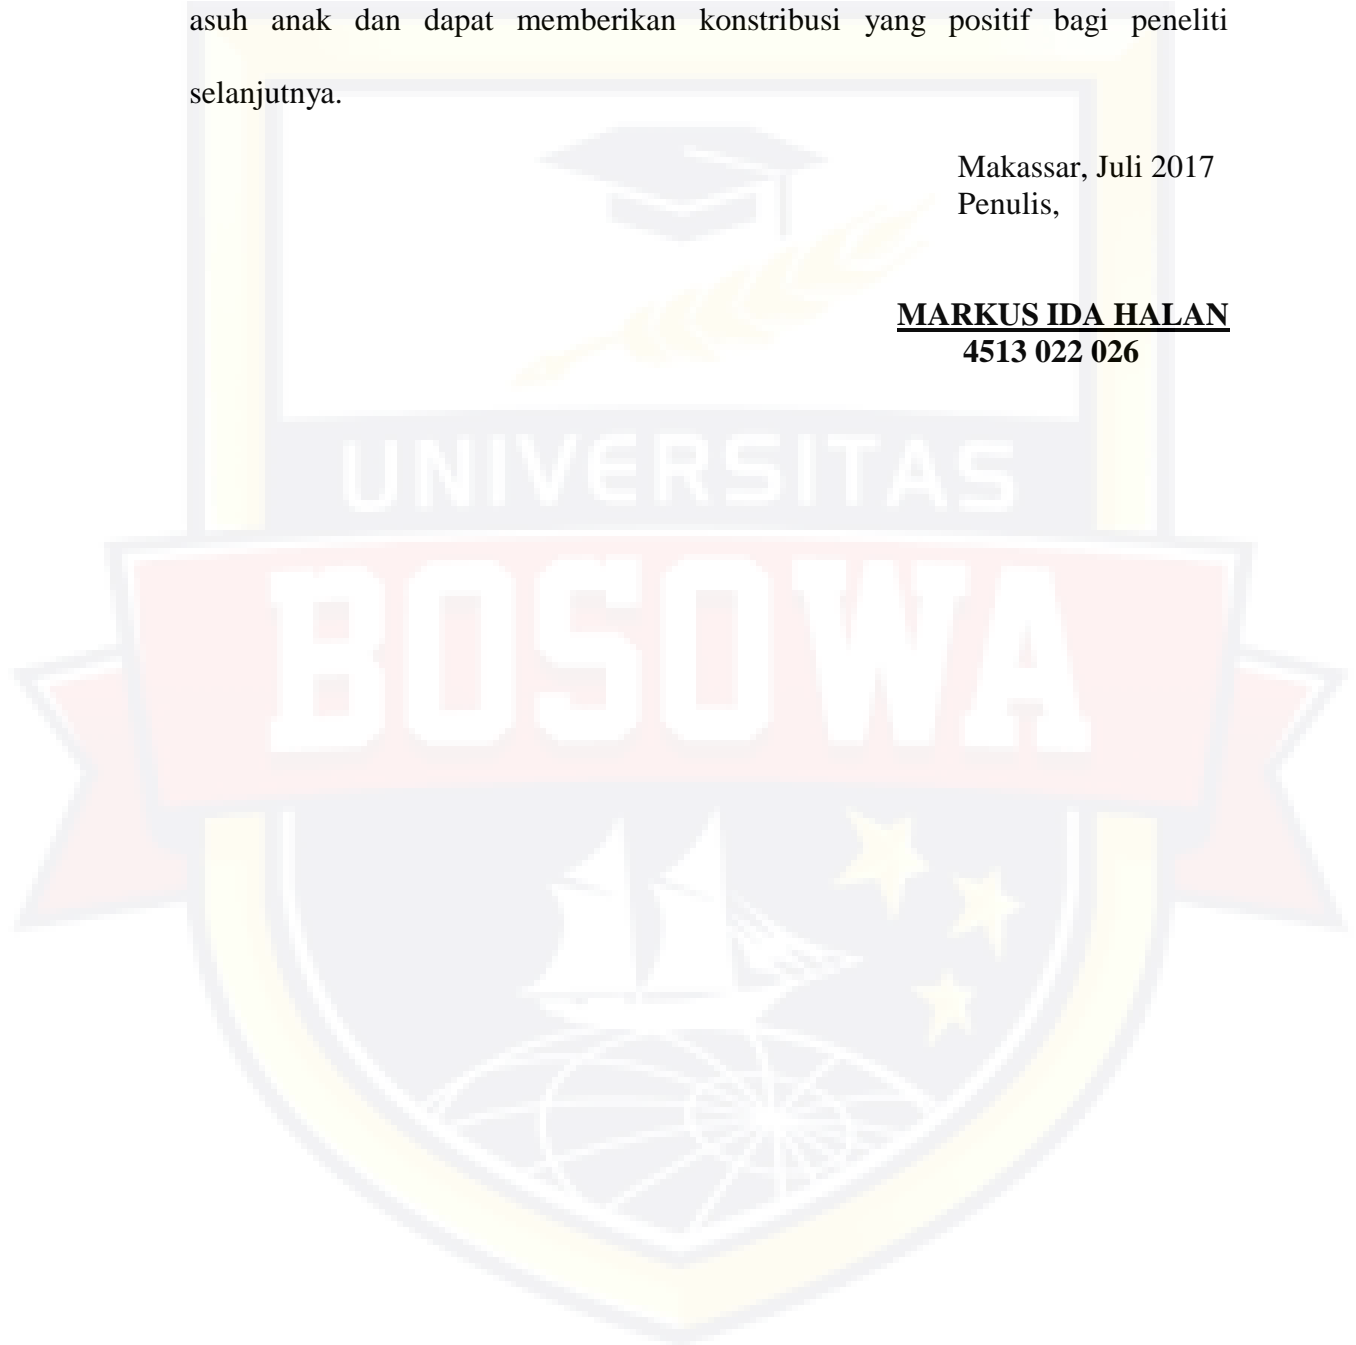 asuh anak dan dapat memberikan konstribusi yang positif bagi peneliti
selanjutnya.
Makassar, Juli 2017
Penulis,
MARKUS IDA HALAN
4513 022 026
UNIVERSITAS
BOSOWA